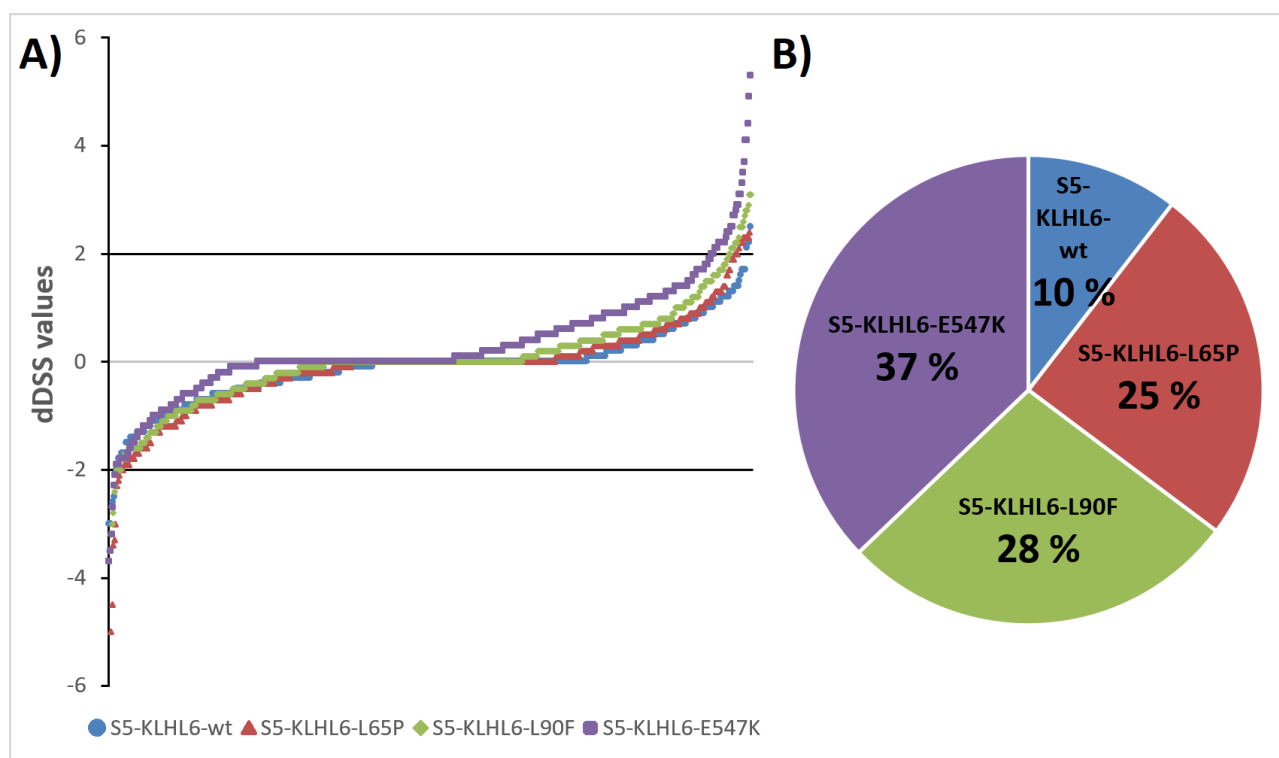 A)
6
4
2
0
-2
-4
-6
dDSS values
S5-KLHL6-wt S5-KLHL6-L65P S5-KLHL6-L90F S5-KLHL6-E547K
B)
S5-
KLHL6-
wt
10 %
S5-KLHL6-L65P
25 %
S5-KLHL6-L90F
28 %
S5-KLHL6-E547K
37 %